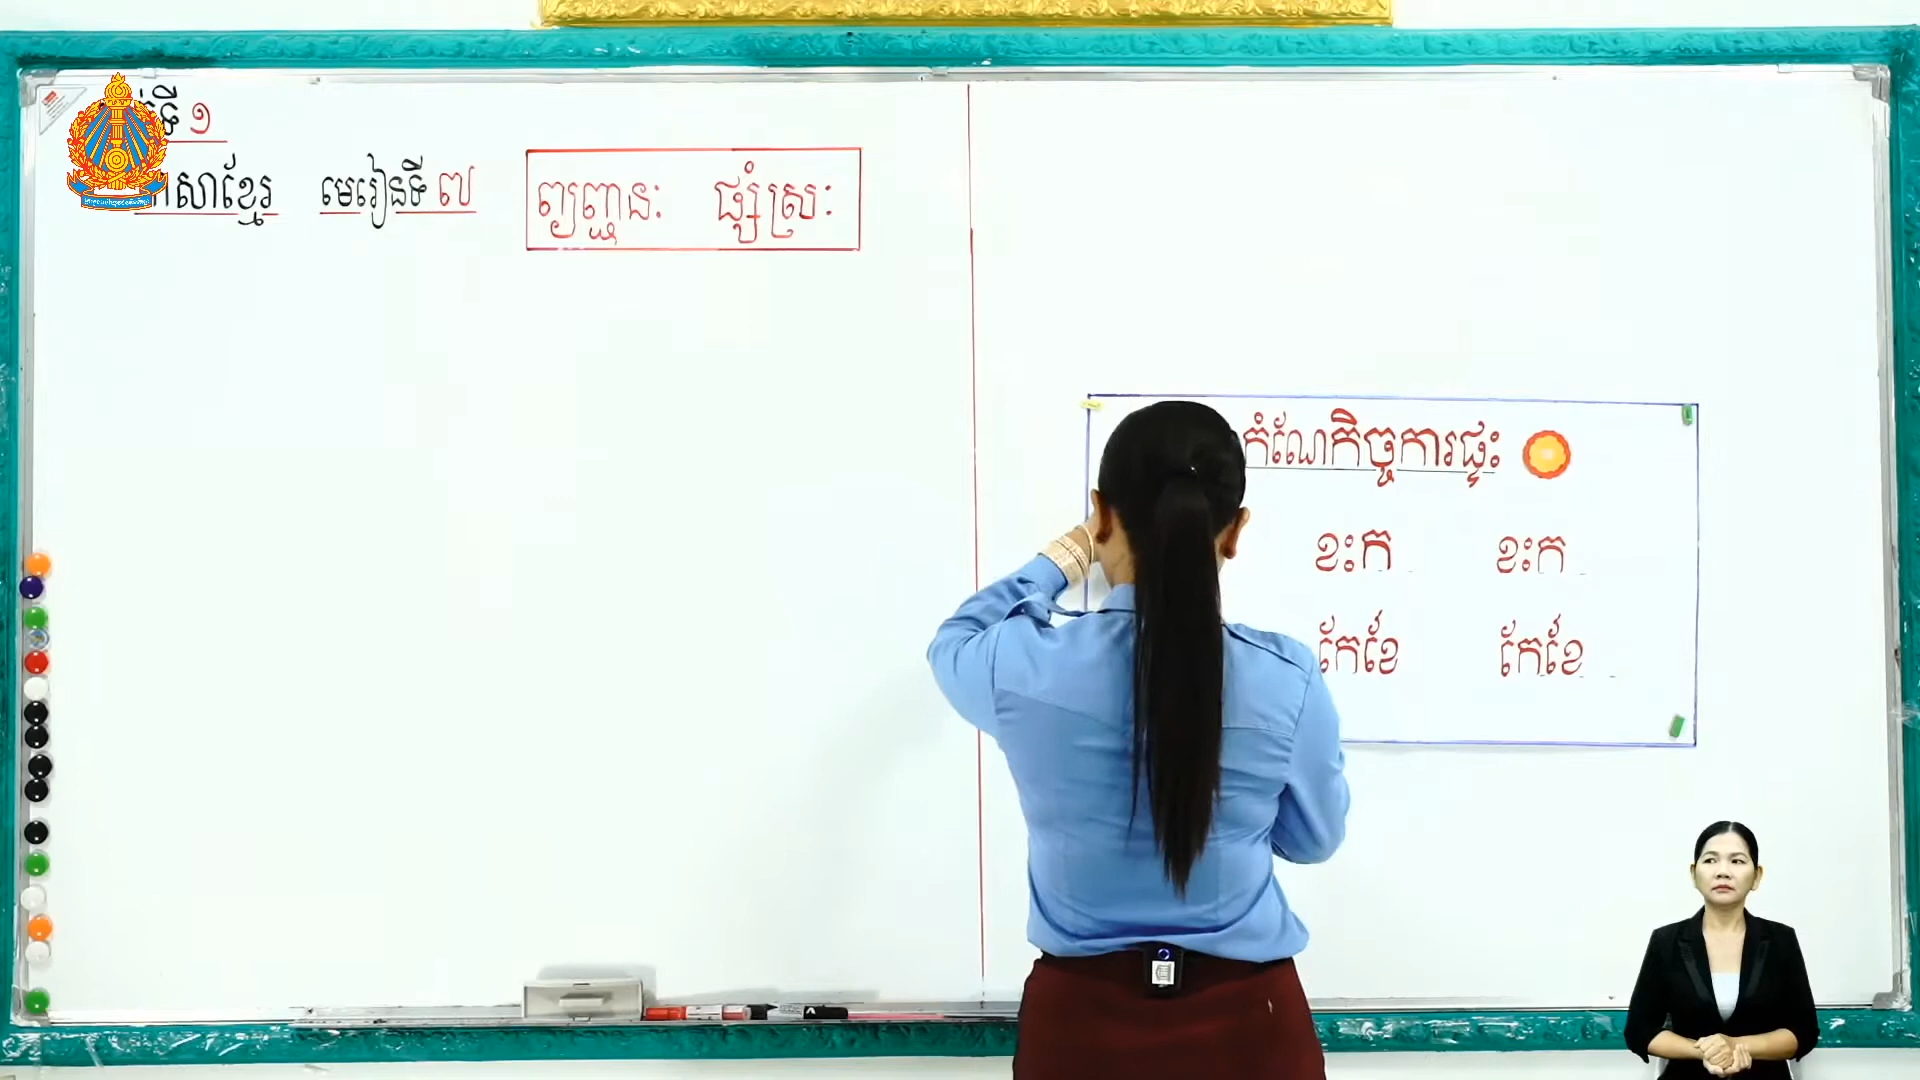 ទី ១
ភាសាខ្មែរ មេរៀនទី ៧ ព្យញ្ជនៈ ផ្សំស្រៈ
កំណែកិច្ចការផ្ទះ
ខះក ខះក
កែខែ កែខែ